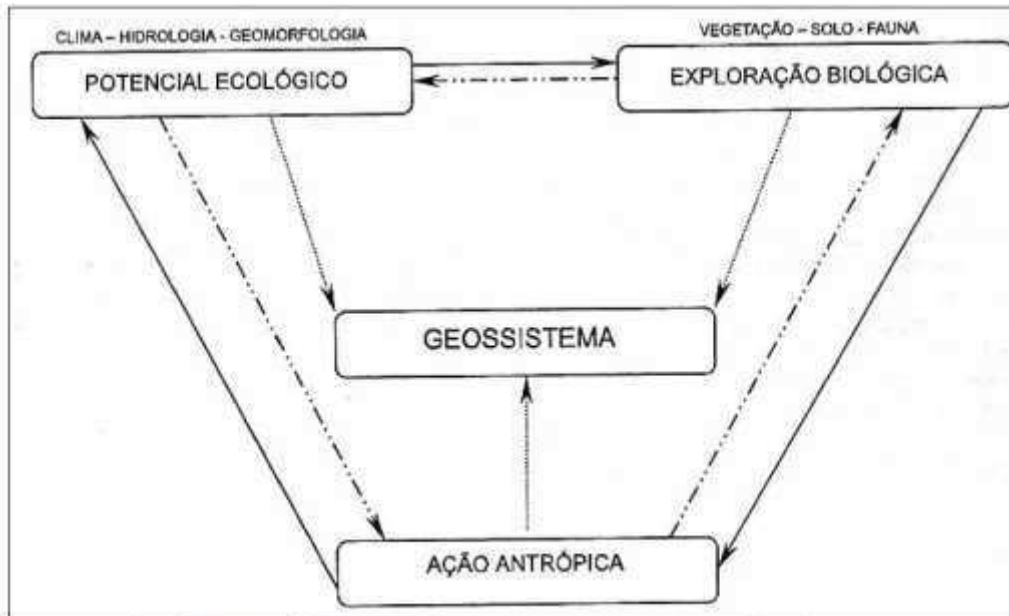 CLIMA – HIDROLOGIA - GEOMORFOLOGIA
VEGETAÇÃO – SOLO - FAUNA
POTENCIAL ECOLÓGICO
EXPLORAÇÃO BIOLÓGICA
GEOSSISTEMA
AÇÃO ANTRÓPICA